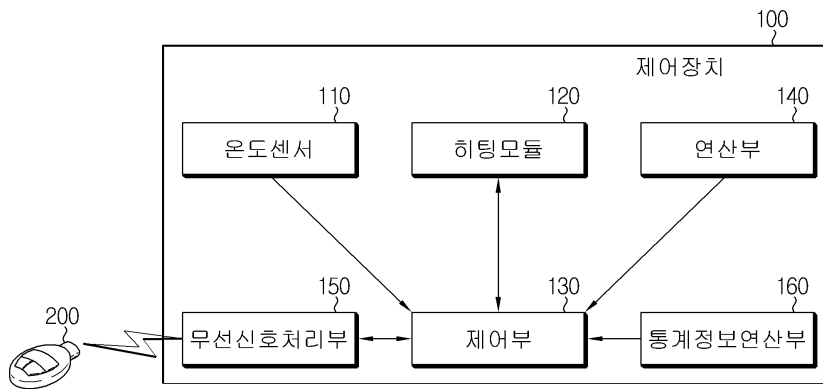 100
제어장치
110
120
140
온도센서
히팅모듈
연산부
150
130
160
200
무선신호처리부
제어부
통계정보연산부